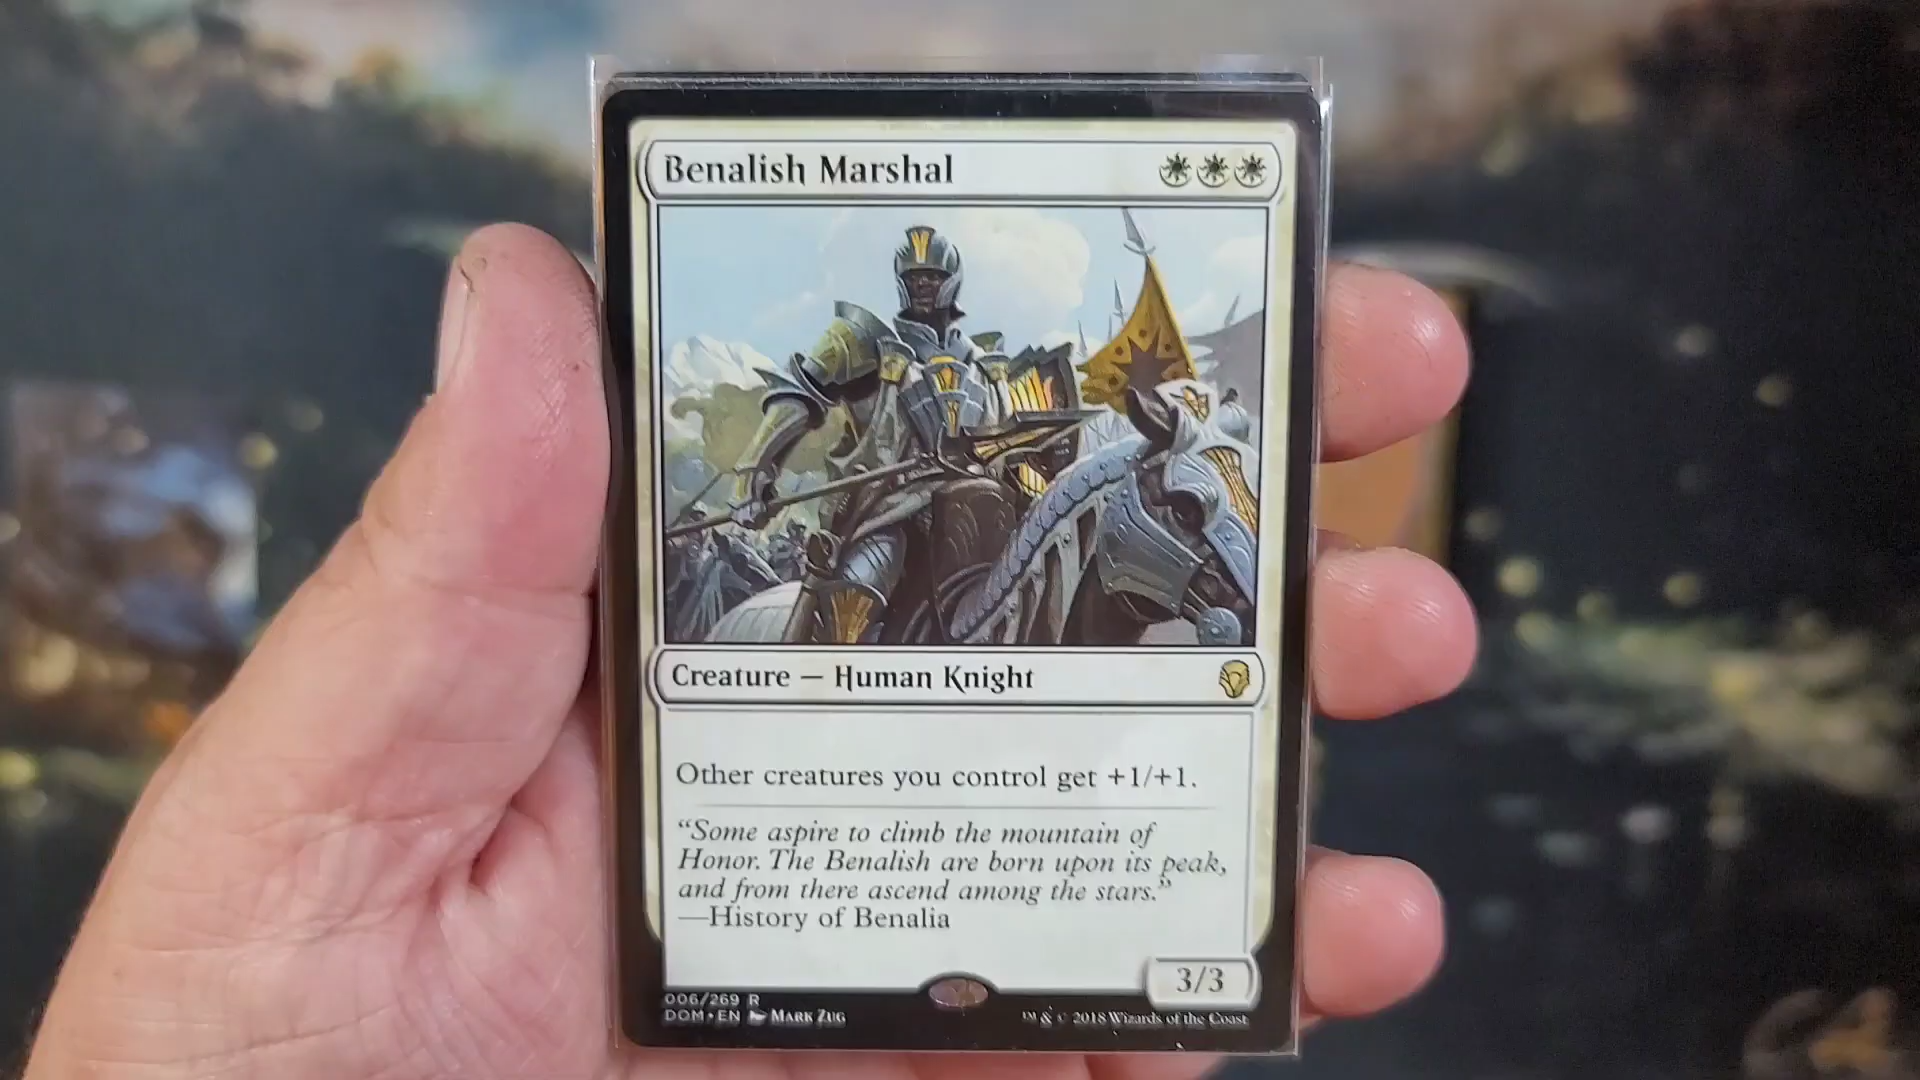 Benalish Marshal
Creature — Human Knight
Other creatures you control get +1/+1.
“Some aspire to climb the mountain of
Honor. The Benalish are born upon its peak,
and from there ascend among the stars.”
—History of Benalia
3/3
006/269 R
DOM • EN Mark Zug
™ & © 2018 Wizards of the Coast